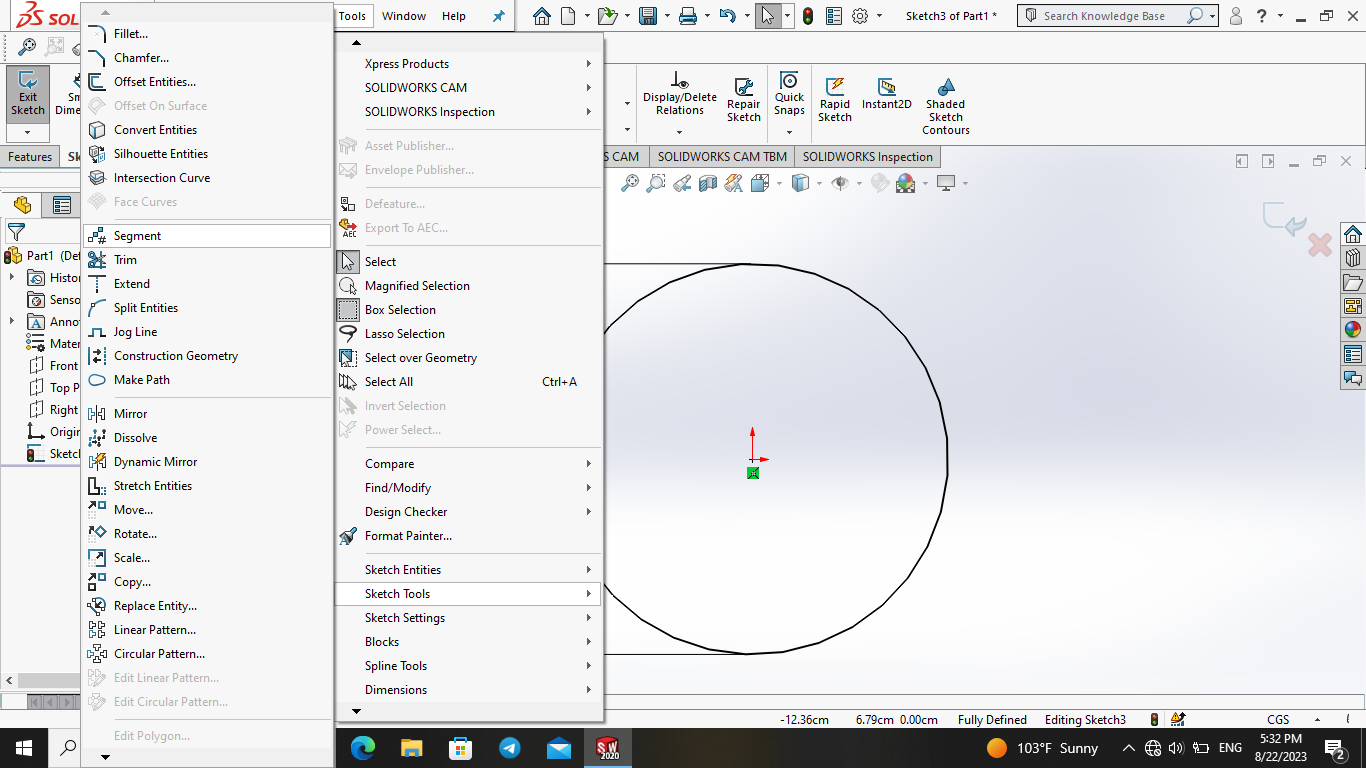 SOL
Tools
Window
Help
Sketch3 of Part1 *
Search Knowledge Base
?
Exit
Sketch
Sm
Dime
Display/Delete
Relations
Repair
Sketch
Quick
Snaps
Rapid
Sketch
Instant2D
Shaded
Sketch
Contours
Features
Sk
S CAM
SOLIDWORKS CAM TBM
SOLIDWORKS Inspection
Part1 (De
Histo
Senso
Anno
Mater
Front
Top P
Right
Origi
Sketc
Fillet...
Chamfer...
Offset Entities...
Offset On Surface
Convert Entities
Silhouette Entities
Intersection Curve
Face Curves
Segment
Trim
Extend
Split Entities
Jog Line
Construction Geometry
Make Path
Mirror
Dissolve
Dynamic Mirror
Stretch Entities
Move...
Rotate...
Scale...
Copy...
Replace Entity...
Linear Pattern...
Circular Pattern...
Edit Linear Pattern...
Edit Circular Pattern...
Edit Polygon...
Xpress Products
SOLIDWORKS CAM
SOLIDWORKS Inspection
Asset Publisher...
Envelope Publisher...
Defeature...
Export To AEC...
Select
Magnified Selection
Box Selection
Lasso Selection
Select over Geometry
Select All Ctrl+A
Invert Selection
Power Select...
Compare
Find/Modify
Design Checker
Format Painter...
Sketch Entities
Sketch Tools
Sketch Settings
Blocks
Spline Tools
Dimensions
-12.36cm 6.79cm 0.00cm Fully Defined Editing Sketch3 CGS
SW
2020
103°F Sunny
ENG
5:32 PM
8/22/2023
2